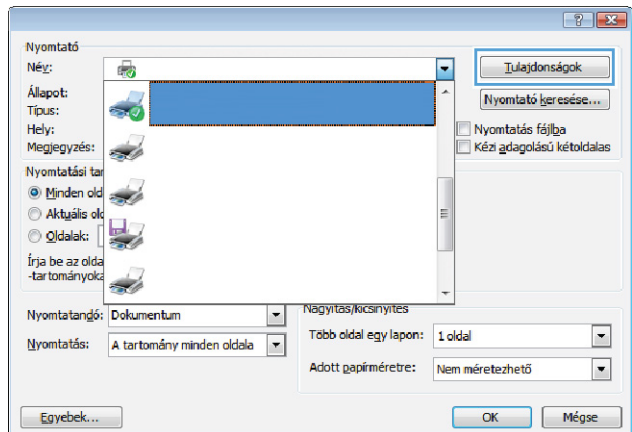 Nyomtató
Név:
Tulajdonságok
Állapot:
Nyomtató keresése...
Típus:
Hely:
Nyomtatás fájlba
Megjegyzés:
Kézi adagolású kétoldalas
Nyomtatási tar
Minden old
Aktuális old
Oldalak:
Írja be az olda
-tartományoka
Nyomtatandó: Dokumentum
Nyomtatás: A tartomány minden oldala
Nagyítás/kicsinyítés
Több oldal egy lapon: 1 oldal
Adott papírméretre: Nem méretezhető
Egyebek...
OK
Mégse